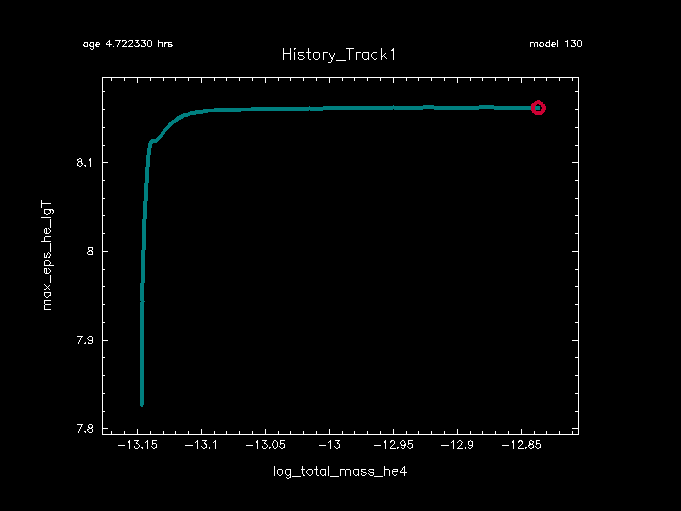 age 4.722330 hrs
model 130
History_Track1
8.1
8
7.9
7.8
max_eps_he_lgT
−13.15
−13.1
−13.05
−13
−12.95
−12.9
−12.85
log_total_mass_he4